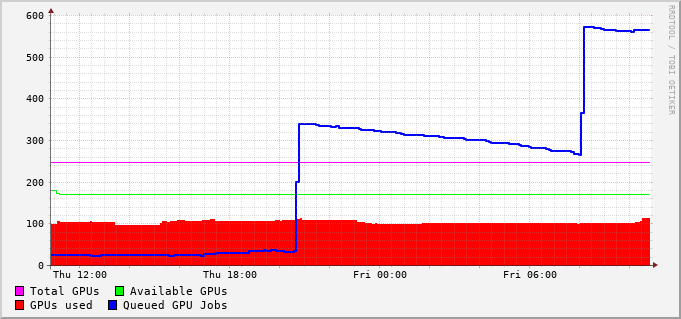 600
500
400
300
200
100
0
Thu 12:00 Thu 18:00 Fri 00:00 Fri 06:00
Total GPUs Available GPUs
GPUs used Queued GPU Jobs
RRDTOOL / TOBI OETIKER